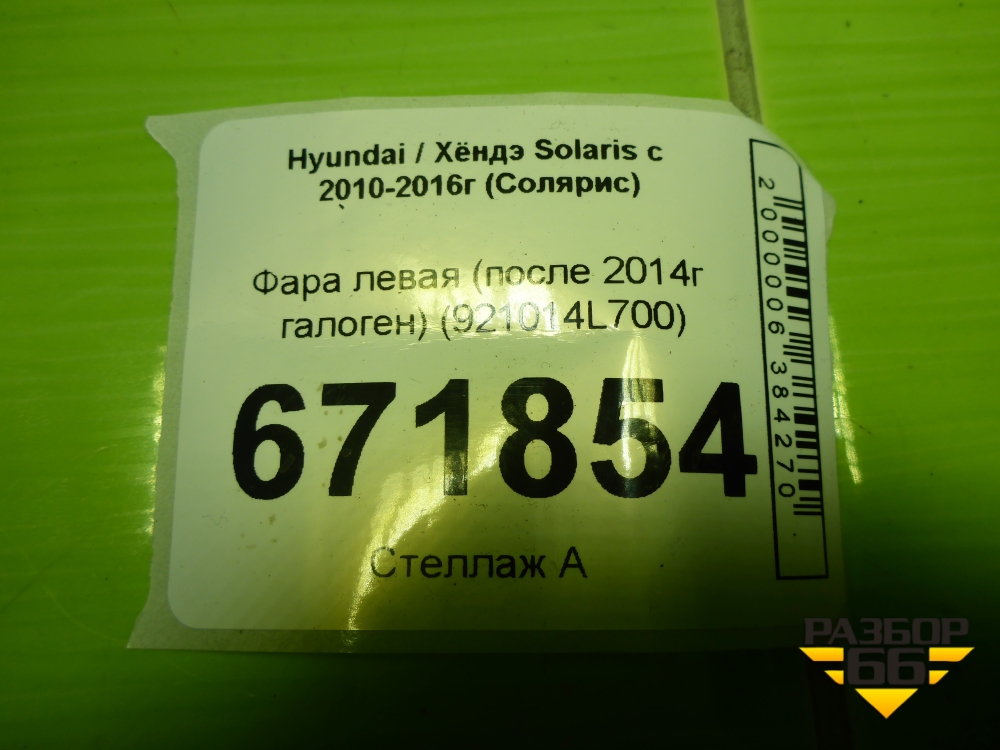 Hyundai / Хёндэ Solaris с
2010-2016г (Солярис)
Фара левая (после 2014г
галоген) (921014L700)
671854
Стеллаж А
2000006384270
РАЗБОР
66